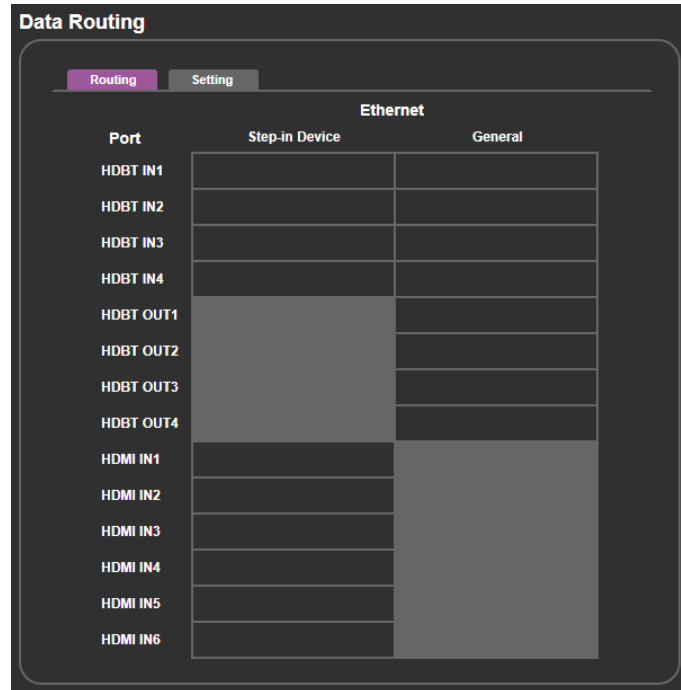 Data Routing
Routing Setting
Ethernet
Port Step-in Device General
HDBT IN1
HDBT IN2
HDBT IN3
HDBT IN4
HDBT OUT1
HDBT OUT2
HDBT OUT3
HDBT OUT4
HDMI IN1
HDMI IN2
HDMI IN3
HDMI IN4
HDMI IN5
HDMI IN6